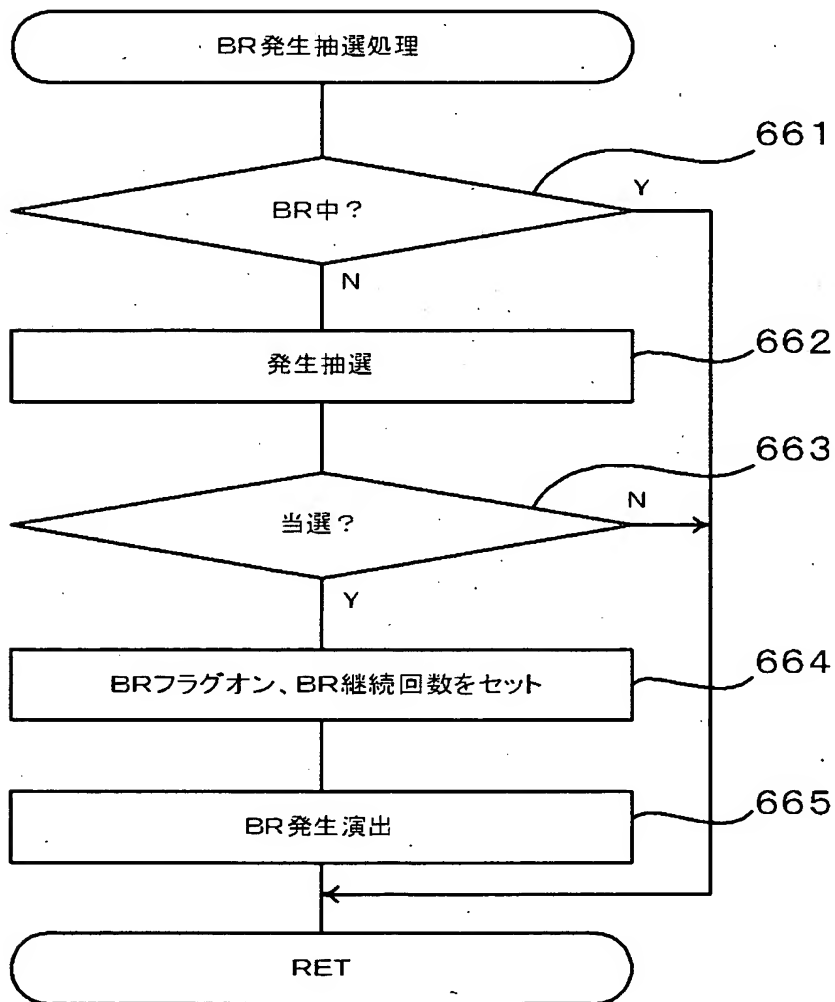 BR発生抽選処理
661
BR中?
Y
N
662
発生抽選
663
当選?
N
Y
664
BRフラグオン、BR継続回数をセット
665
BR発生演出
RET